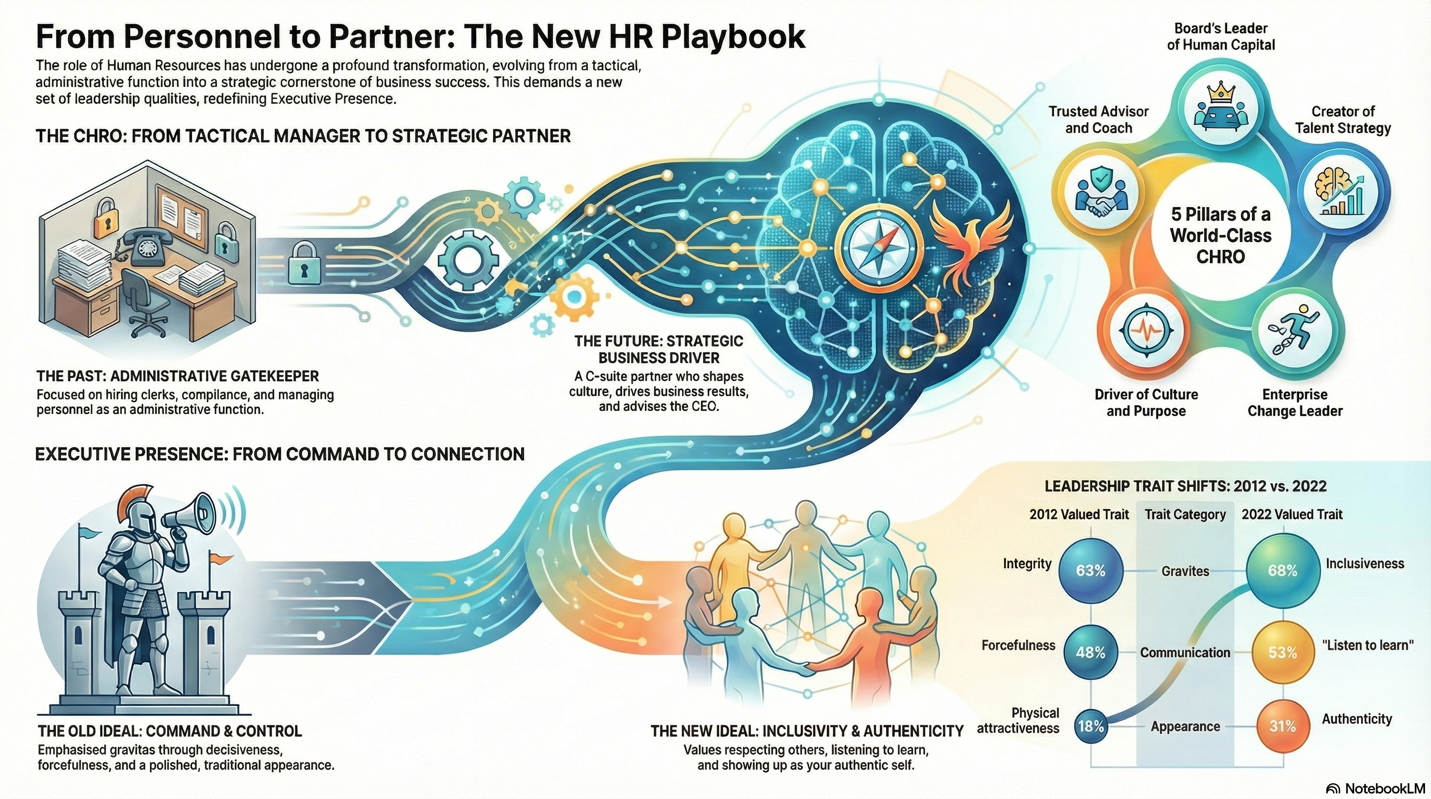 From Personnel to Partner: The New HR Playbook
The role of Human Resources has undergone a profound transformation, evolving from a tactical,
administrative function into a strategic cornerstone of business success. This demands a new
set of leadership qualities, redefining Executive Presence.
THE CHRO: FROM TACTICAL MANAGER TO STRATEGIC PARTNER
THE PAST: ADMINISTRATIVE GATEKEEPER
Focused on hiring clerks, compliance, and managing
personnel as an administrative function.
THE FUTURE: STRATEGIC
BUSINESS DRIVER
A C-suite partner who shapes
culture, drives business results,
and advises the CEO.
Board's Leader
of Human Capital
Trusted Advisor
and Coach
Creator of
Talent Strategy
5 Pillars of a
World-Class
CHRO
Driver of Culture
and Purpose
Enterprise
Change Leader
EXECUTIVE PRESENCE: FROM COMMAND TO CONNECTION
THE OLD IDEAL: COMMAND & CONTROL
Emphasised gravitas through decisiveness,
forcefulness, and a polished, traditional appearance.
THE NEW IDEAL: INCLUSIVITY & AUTHENTICITY
Values respecting others, listening to learn,
and showing up as your authentic self.
LEADERSHIP TRAIT SHIFTS: 2012 vs. 2022
2012 Valued Trait Trait Category 2022 Valued Trait
Integrity 63% Gravites 68% Inclusiveness
Forcefulness 48% Communication 53% "Listen to learn"
Physical
attractiveness 18% Appearance 31% Authenticity
NotebookLM